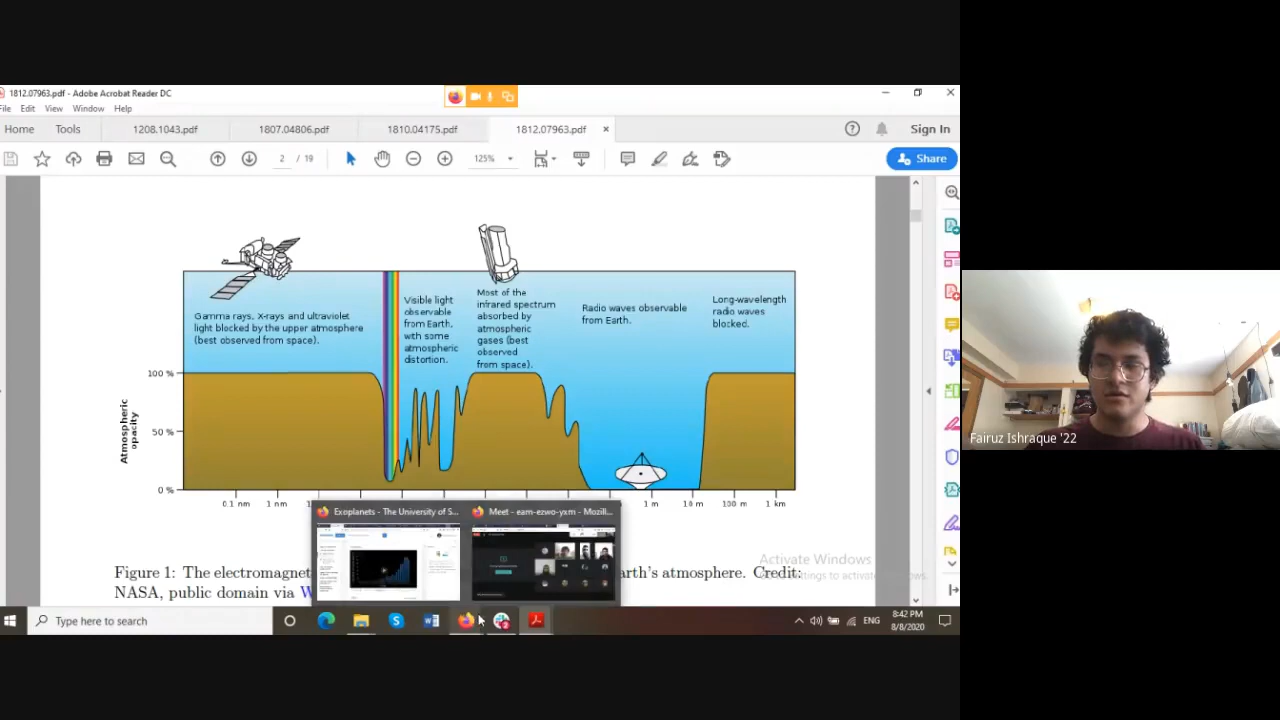 1812.07963.pdf - Adobe Acrobat Reader DC
File Edit View Window Help
Home Tools 1208.1043.pdf 1807.04806.pdf 1810.04175.pdf 1812.07963.pdf × Sign In
2 / 19 125% Share
Gamma rays, X-rays and ultraviolet
light blocked by the upper atmosphere
(best observed from space).
Visible light
observable
from Earth,
with some
atmospheric
distortion.
Most of the
infrared spectrum
absorbed by
atmospheric
gases (best
observed
from space).
Radio waves observable
from Earth.
Long-wavelength
radio waves
blocked.
Atmospheric
opacity
100 %
50 %
0 %
0.1 nm 1 nm 1 m 10 m 100 m 1 km
Exoplanets - The University of S...
Meet - eam-ezwo-yxm - Mozill...
Figure 1: The electromagnet arth's atmosphere. Credit:
NASA, public domain via W
Activate Windows
ettings to activate
Type here to search
ENG
8:42 PM
8/8/2020
Fairuz Ishraque '22